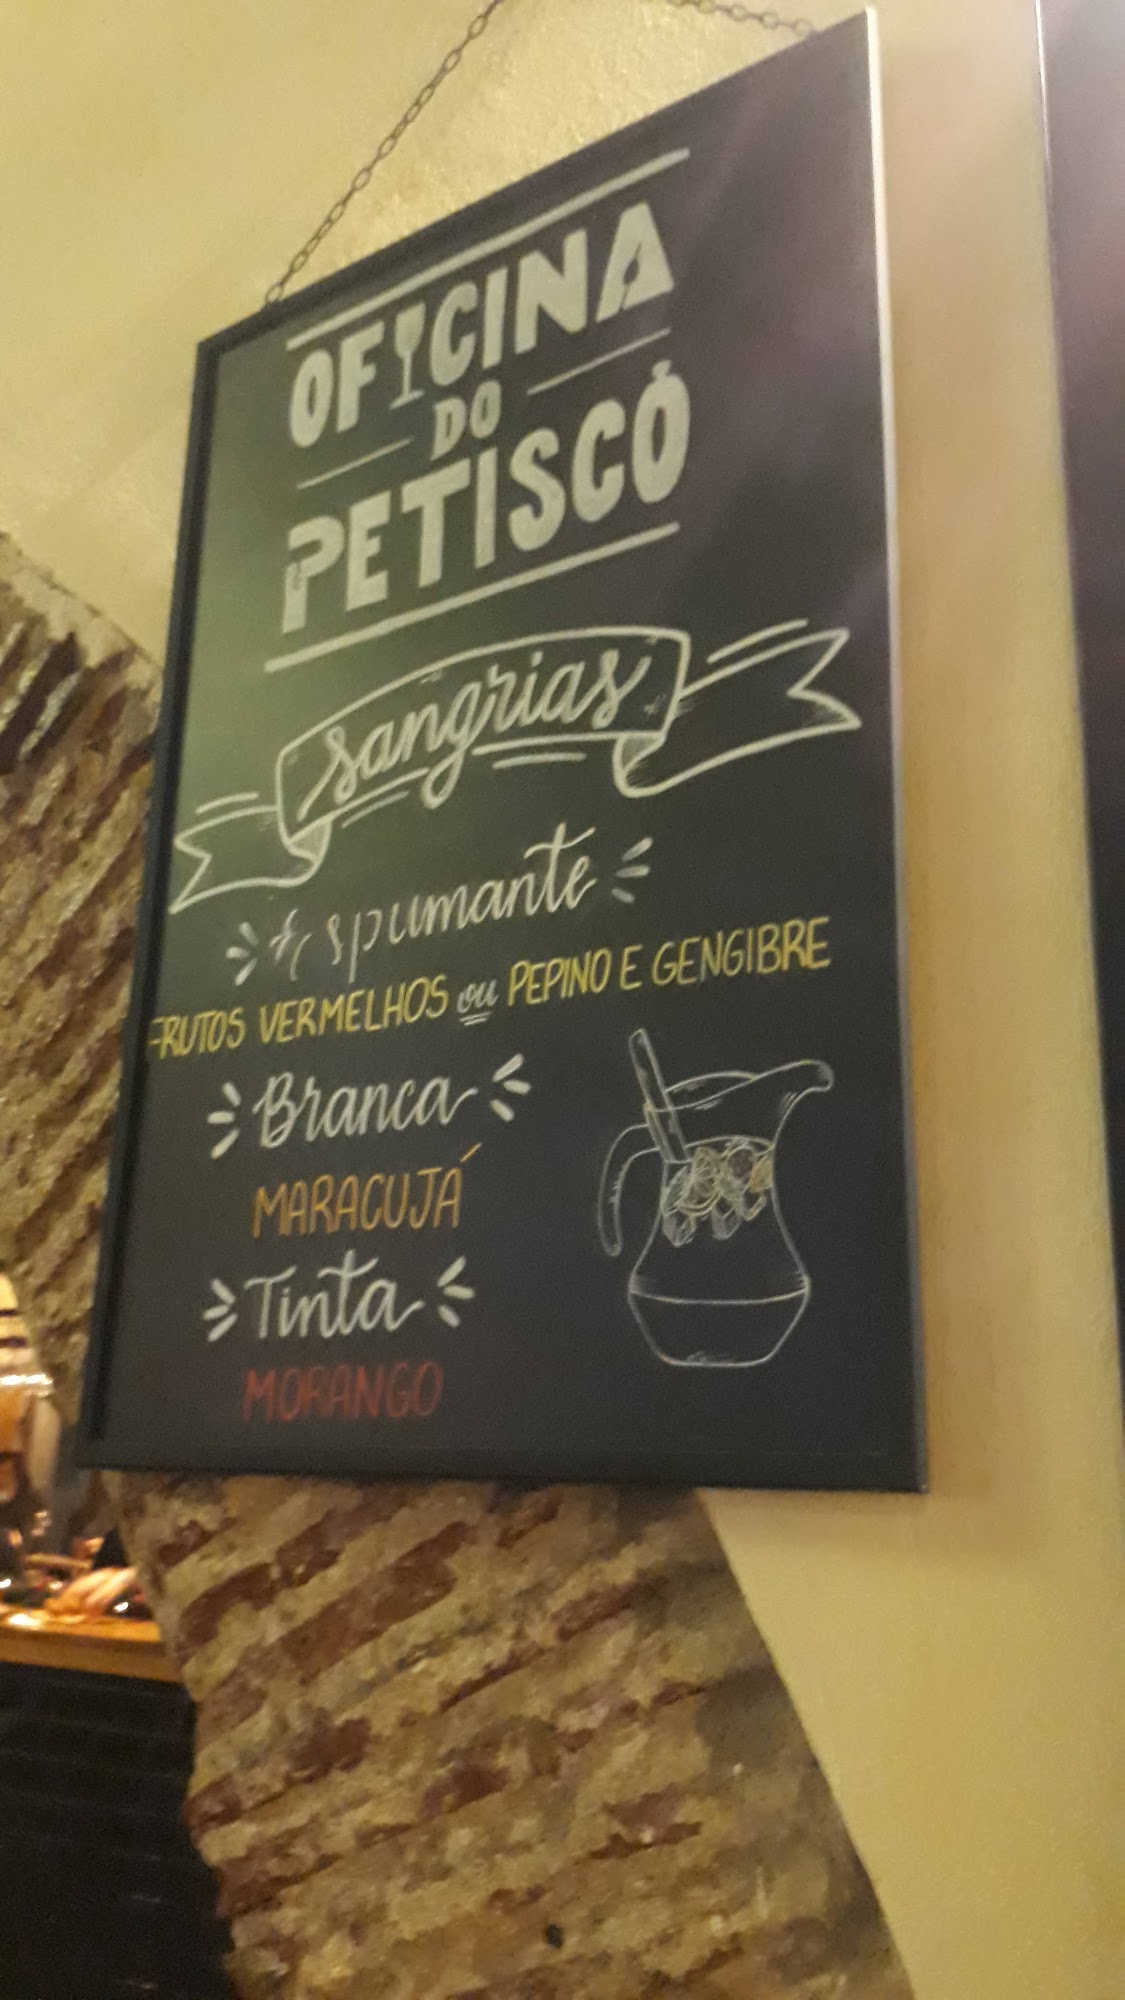 OFICINA
DO
PETISCO
sangrias
Espumante
FRUTOS VERMELHOS ou PEPINO E GENGIBRE
Branca
MARACUJÁ
Tinta
MORANGO